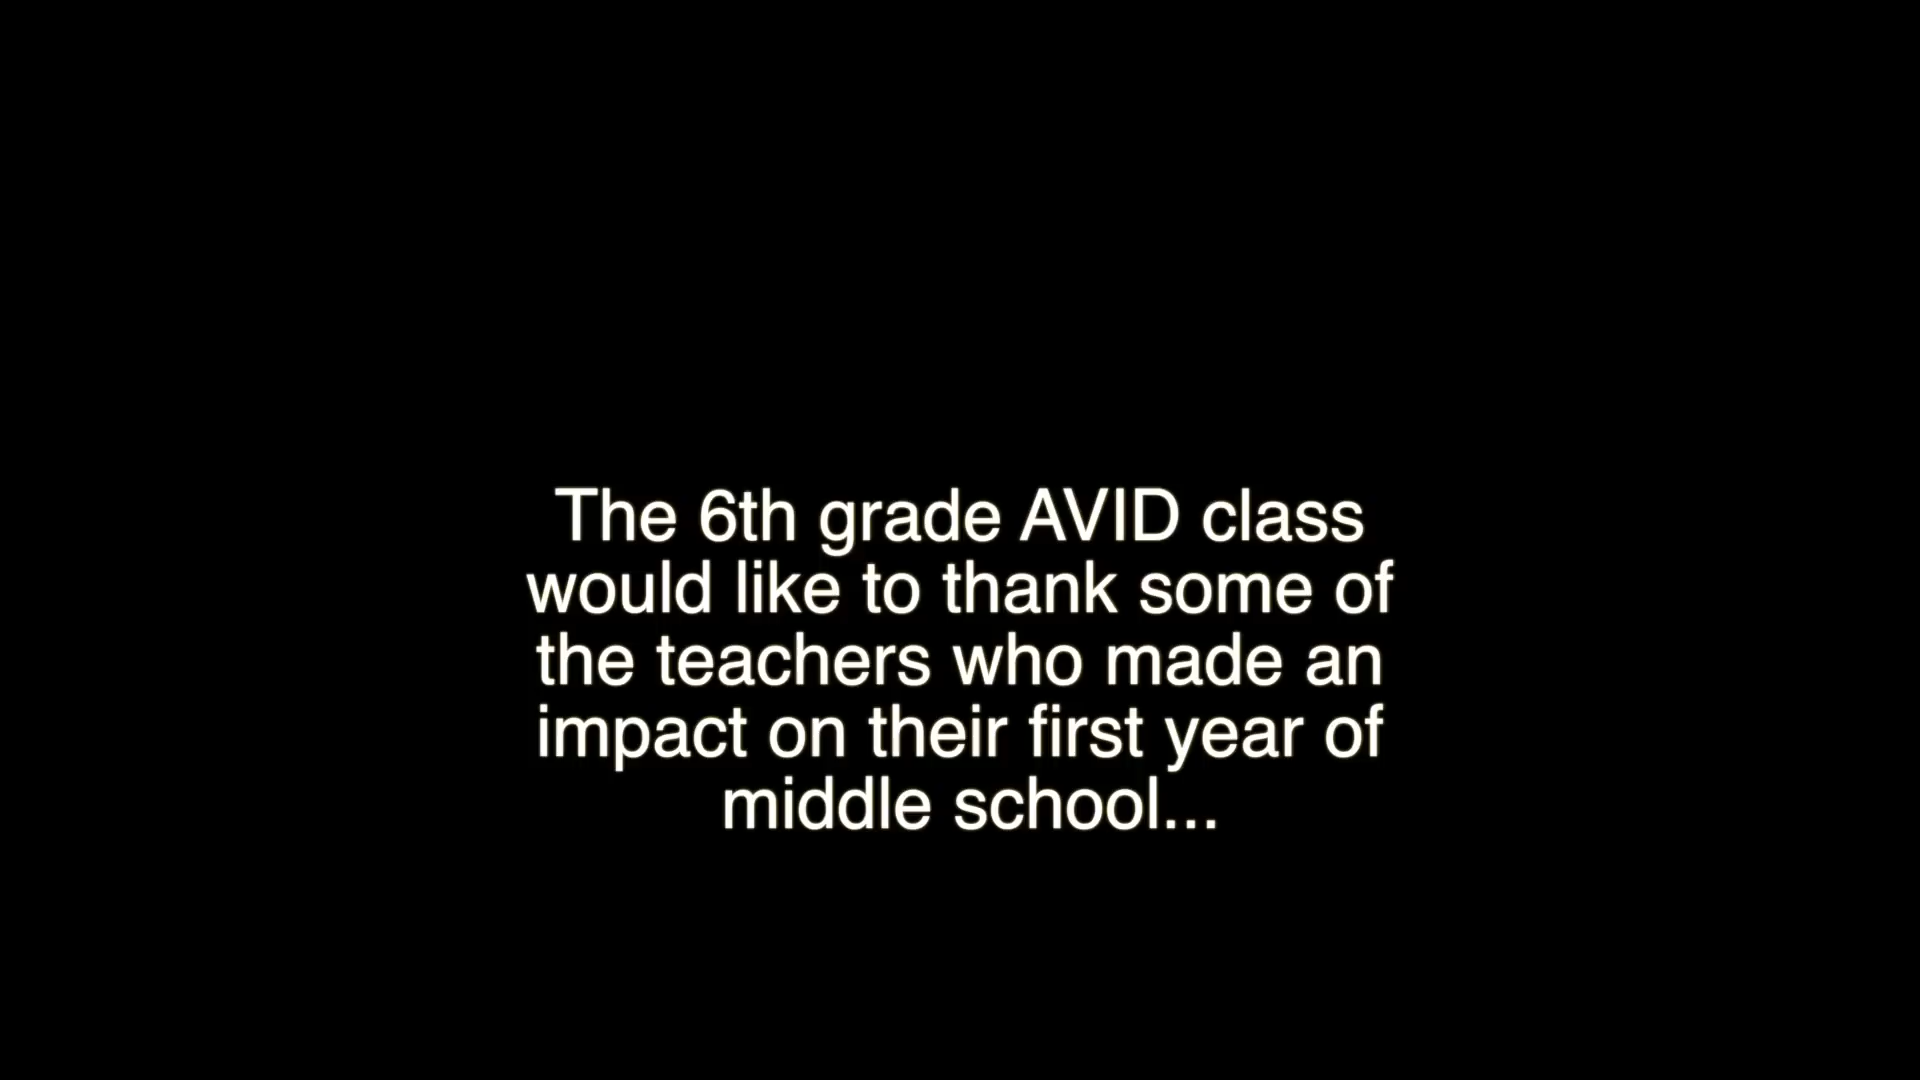 The 6th grade AVID class
would like to thank some of
the teachers who made an
impact on their first year of
middle school...